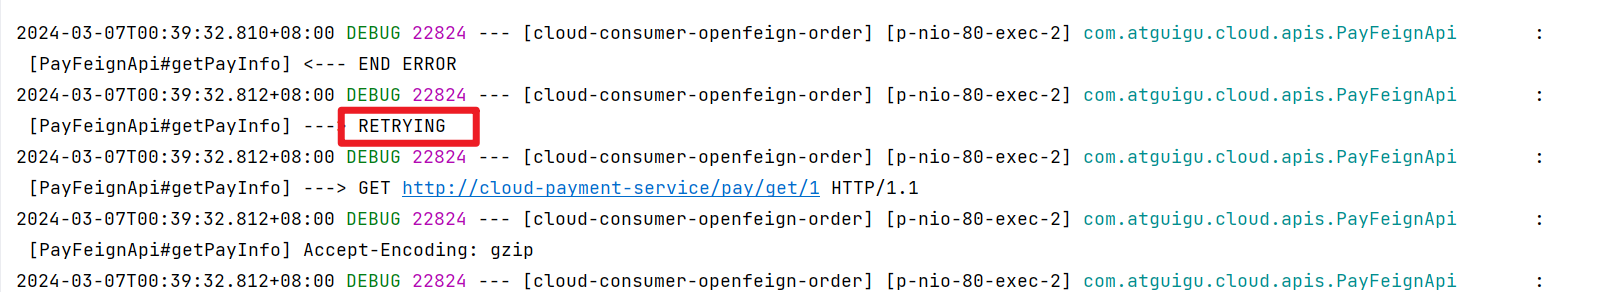 2024-03-07T00:39:32.810+08:00 DEBUG 22824 --- [cloud-consumer-openfeign-order] [p-nio-80-exec-2] com.atguigu.cloud.apis.PayFeignApi :
[PayFeignApi#getPayInfo] <--- END ERROR
2024-03-07T00:39:32.812+08:00 DEBUG 22824 --- [cloud-consumer-openfeign-order] [p-nio-80-exec-2] com.atguigu.cloud.apis.PayFeignApi :
[PayFeignApi#getPayInfo] ---> RETRYING
2024-03-07T00:39:32.812+08:00 DEBUG 22824 --- [cloud-consumer-openfeign-order] [p-nio-80-exec-2] com.atguigu.cloud.apis.PayFeignApi :
[PayFeignApi#getPayInfo] ---> GET http://cloud-payment-service/pay/get/1 HTTP/1.1
2024-03-07T00:39:32.812+08:00 DEBUG 22824 --- [cloud-consumer-openfeign-order] [p-nio-80-exec-2] com.atguigu.cloud.apis.PayFeignApi :
[PayFeignApi#getPayInfo] Accept-Encoding: gzip
2024-03-07T00:39:32.812+08:00 DEBUG 22824 --- [cloud-consumer-openfeign-order] [p-nio-80-exec-2] com.atguigu.cloud.apis.PayFeignApi :